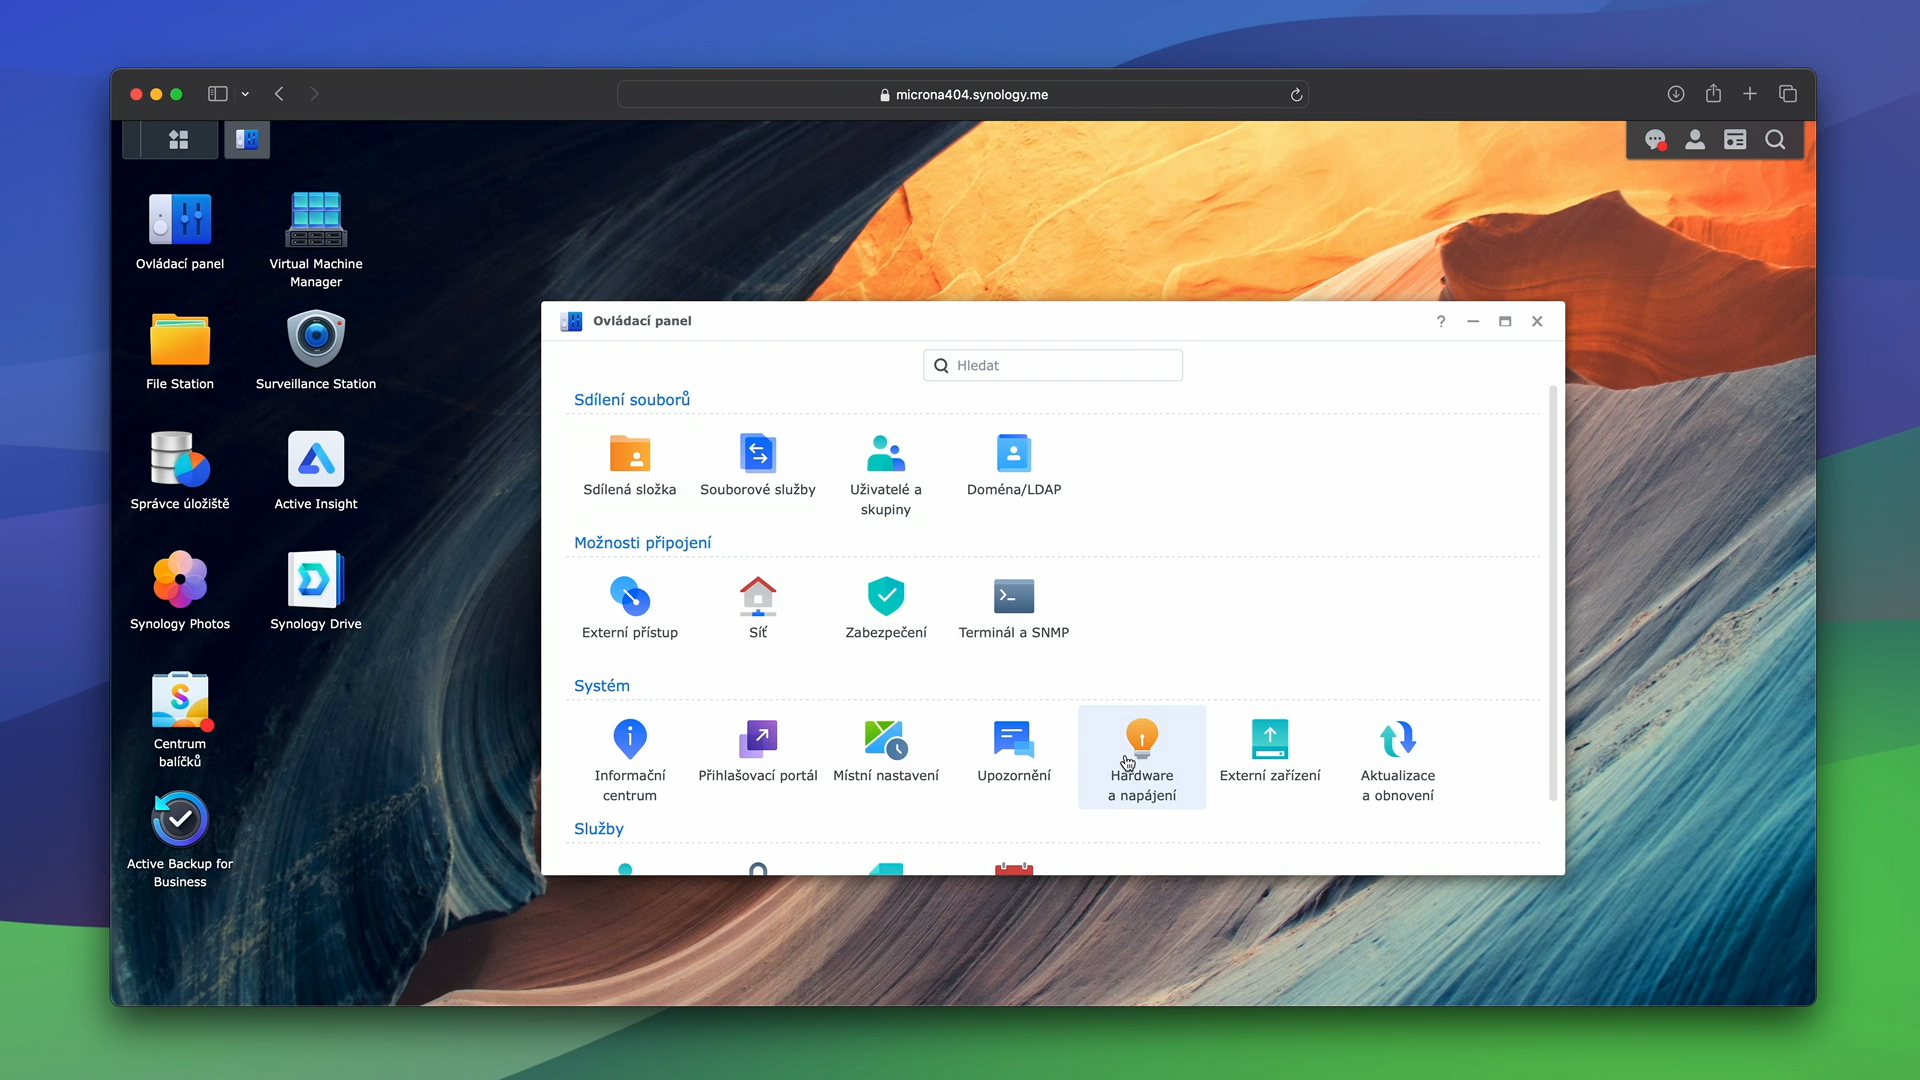 microna404.synology.me
Ovládací panel
Virtual Machine
Manager
File Station
Surveillance Station
Správce úložiště
Active Insight
Synology Photos
Synology Drive
Centrum
balíčků
Active Backup for
Business
Ovládací panel
?
Hledat
Sdílení souborů
Sdílená složka
Souborové služby
Uživatelé a
skupiny
Doména/LDAP
Možnosti připojení
Externí přístup
Síť
Zabezpečení
Terminál a SNMP
Systém
Informační
centrum
Přihlašovací portál
Místní nastavení
Upozornění
Hardware
a napájení
Externí zařízení
Aktualizace
a obnovení
Služby